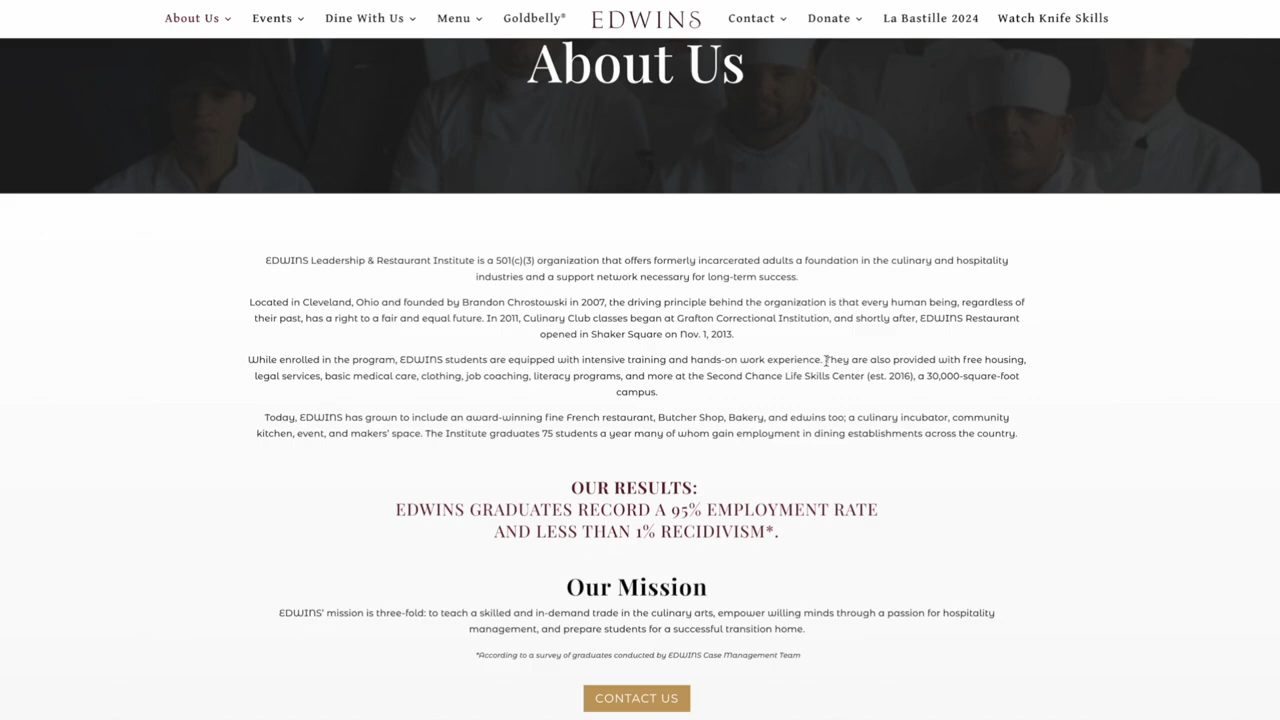 About Us Events Dine With Us Menu Goldbelly® EDWINS Contact Donate La Bastille 2024 Watch Knife Skills
About Us
EDWINS Leadership & Restaurant Institute is a 501(c)(3) organization that offers formerly incarcerated adults a foundation in the culinary and hospitality
industries and a support network necessary for long-term success.
Located in Cleveland, Ohio and founded by Brandon Chrostowski in 2007, the driving principle behind the organization is that every human being, regardless of
their past, has a right to a fair and equal future. In 2011, Culinary Club classes began at Grafton Correctional Institution, and shortly after, EDWINS Restaurant
opened in Shaker Square on Nov. 1, 2013.
While enrolled in the program, EDWINS students are equipped with intensive training and hands-on work experience. They are also provided with free housing,
legal services, basic medical care, clothing, job coaching, literacy programs, and more at the Second Chance Life Skills Center (est. 2016), a 30,000-square-foot
campus.
Today, EDWINS has grown to include an award-winning fine French restaurant, Butcher Shop, Bakery, and edwins too; a culinary incubator, community
kitchen, event, and makers' space. The Institute graduates 75 students a year many of whom gain employment in dining establishments across the country.
OUR RESULTS:
EDWINS GRADUATES RECORD A 95% EMPLOYMENT RATE
AND LESS THAN 1% RECIDIVISM*.
Our Mission
EDWINS' mission is three-fold: to teach a skilled and in-demand trade in the culinary arts, empower willing minds through a passion for hospitality
management, and prepare students for a successful transition home.
*According to a survey of graduates conducted by EDWINS Case Management Team
CONTACT US